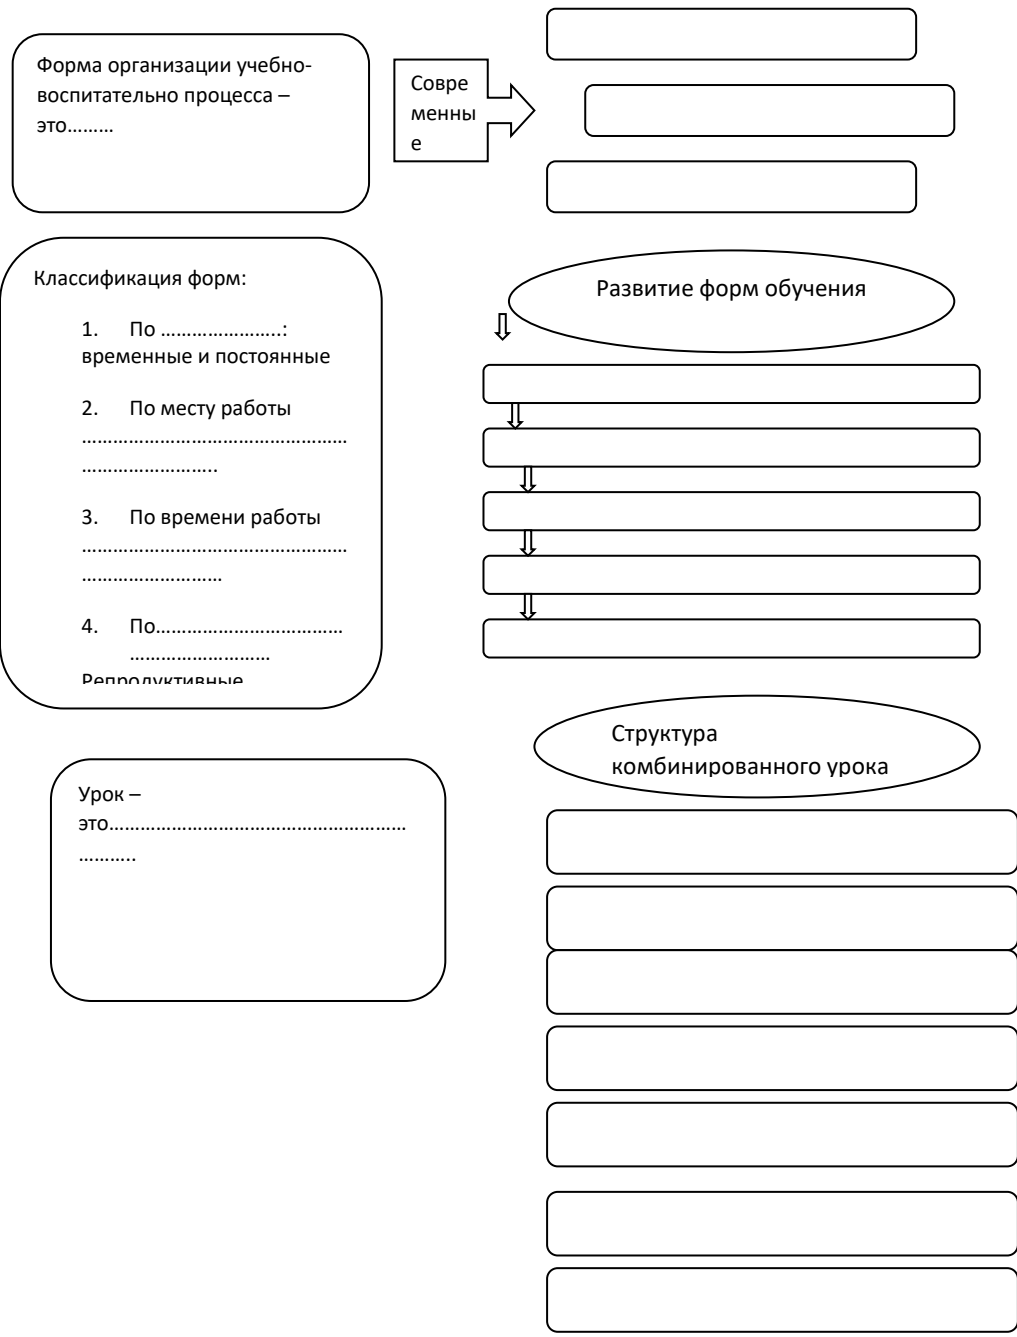 Форма организации учебно-
воспитательно процесса –
это………
Совре
менны
е
Классификация форм:
1. По ………………..:
временные и постоянные
2. По месту работы
……………………………………………
……………………..
3. По времени работы
……………………………………………
………………………
4. По………………………………
………………………
Репродуктивные
Развитие форм обучения
Структура
комбинированного урока
Урок –
это…………………………………………………
………..